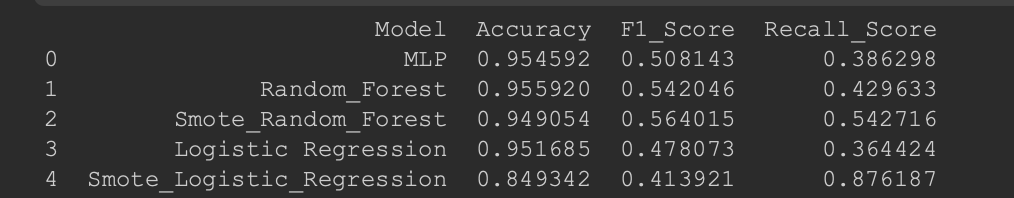 Model Accuracy F1_Score Recall_Score
0 MLP 0.954592 0.508143 0.386298
1 Random_Forest 0.955920 0.542046 0.429633
2 Smote_Random_Forest 0.949054 0.564015 0.542716
3 Logistic Regression 0.951685 0.478073 0.364424
4 Smote_Logistic_Regression 0.849342 0.413921 0.876187